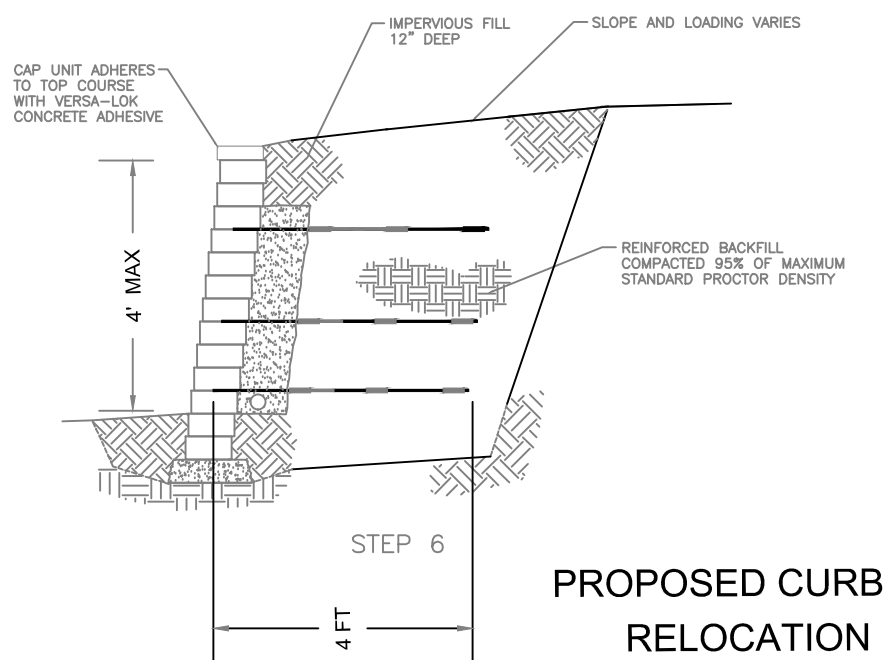 IMPERVIOUS FILL
12" DEEP
SLOPE AND LOADING VARIES
CAP UNIT ADHERES
TO TOP COURSE
WITH VERSA-LOK
CONCRETE ADHESIVE
4' MAX
REINFORCED BACKFILL
COMPACTED 95% OF MAXIMUM
STANDARD PROCTOR DENSITY
STEP 6
4 FT
PROPOSED CURB
RELOCATION